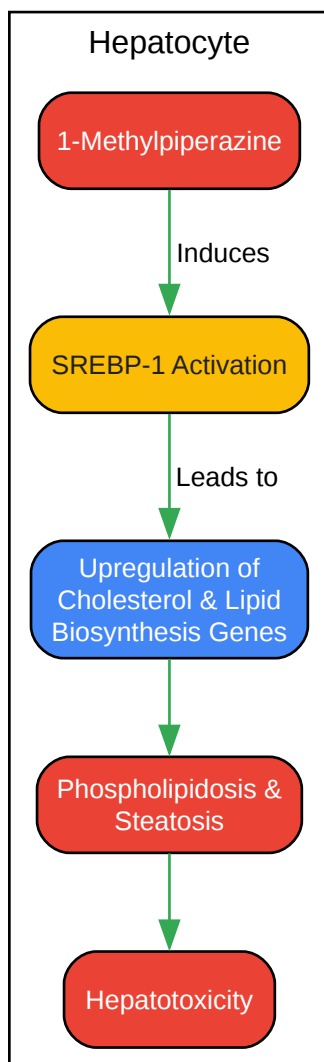 Hepatocyte
1-Methylpiperazine
Induces
SREBP-1 Activation
Leads to
Upregulation of
Cholesterol & Lipid
Biosynthesis Genes
Phospholipidosis &
Steatosis
Hepatotoxicity